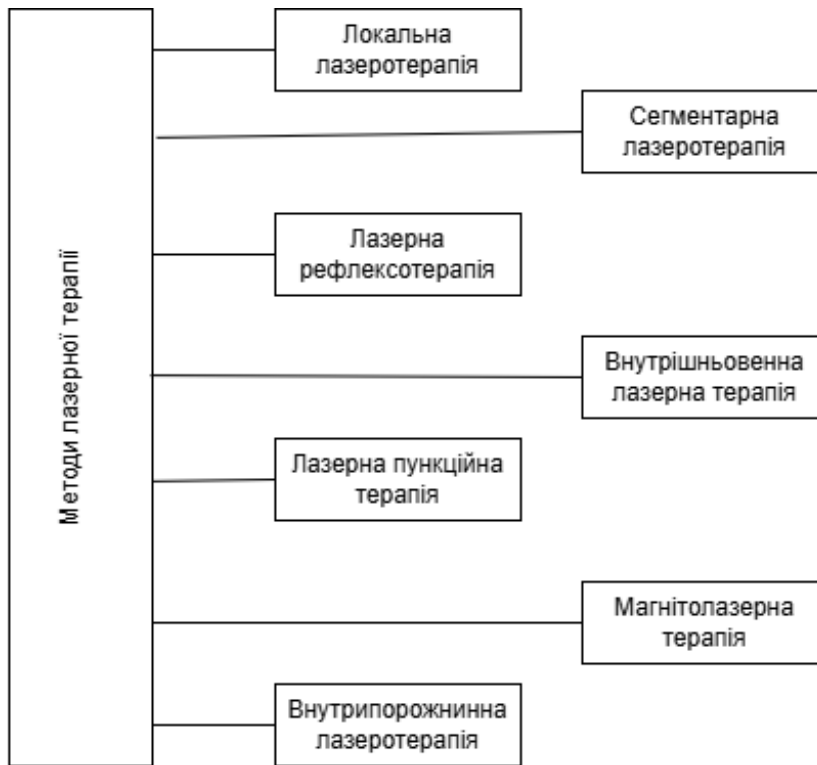 Методи лазерної терапії
Локальна
лазеротерапія
Сегментарна
лазеротерапія
Лазерна
рефлексотерапія
Внутрішньовенна
лазерна терапія
Лазерна пункційна
терапія
Магнітолазерна
терапія
Внутрипорожнинна
лазеротерапія